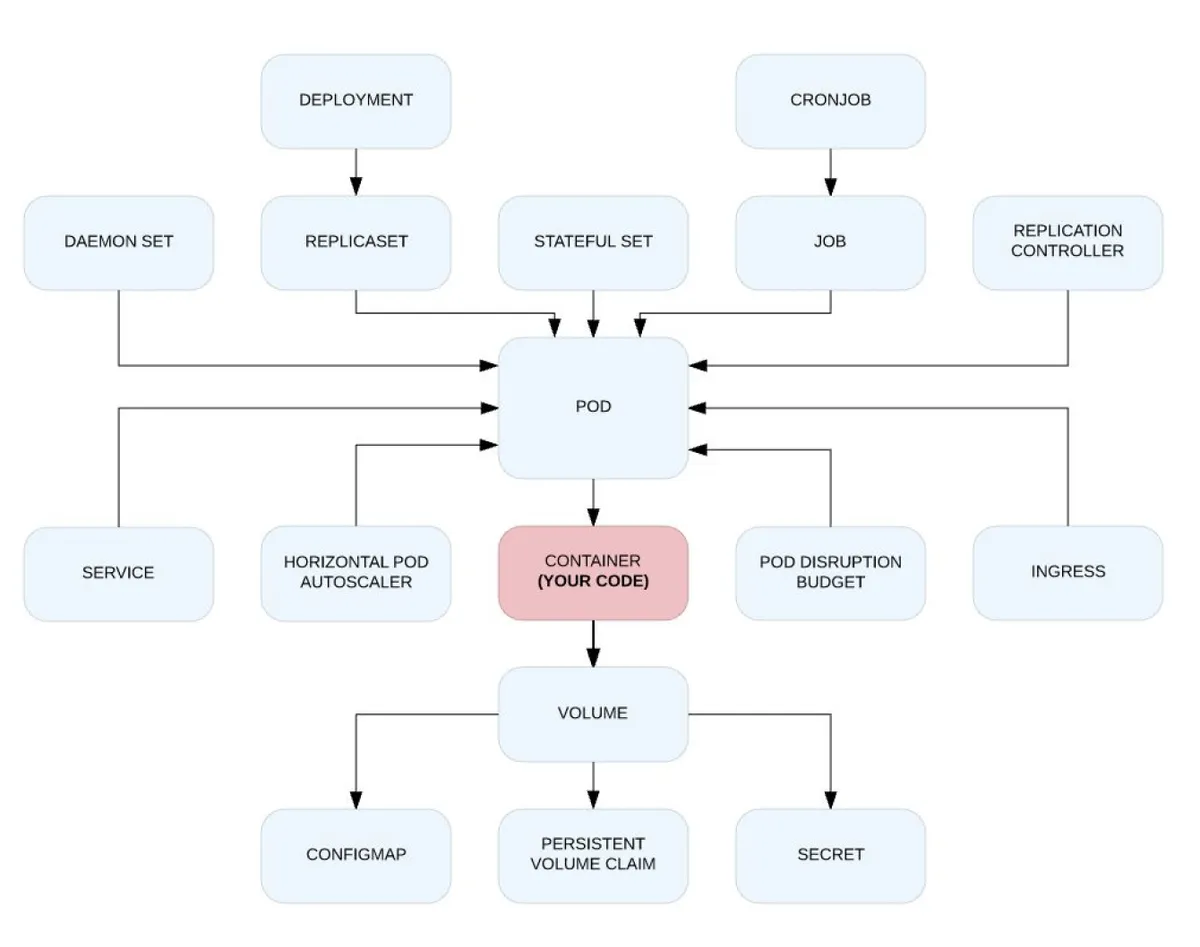 DEPLOYMENT
CRONJOB
DAEMON SET
REPLICASET
STATEFUL SET
JOB
REPLICATION
CONTROLLER
POD
SERVICE
HORIZONTAL POD
AUTOSCALER
CONTAINER
(YOUR CODE)
POD DISRUPTION
BUDGET
INGRESS
VOLUME
CONFIGMAP
PERSISTENT
VOLUME CLAIM
SECRET